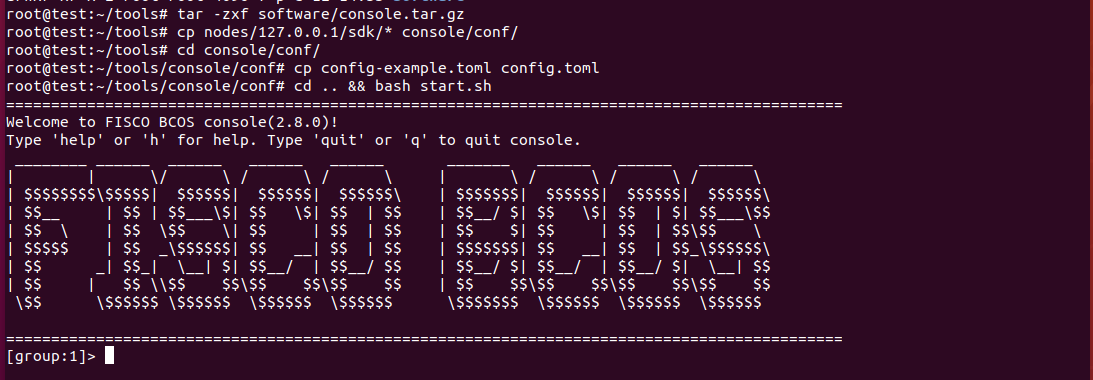 root@test:~/tools# tar -zxf software/console.tar.gz
root@test:~/tools# cp nodes/127.0.0.1/sdk/* console/conf/
root@test:~/tools# cd console/conf/
root@test:~/tools/console/conf# cp config-example.toml config.toml
root@test:~/tools/console/conf# cd .. && bash start.sh
=============================================================================================
Welcome to FISCO BCOS console(2.8.0)!
Type 'help' or 'h' for help. Type 'quit' or 'q' to quit console.
 ________ ______  ______   ______   ______       _______   ______   ______   ______
|        |      \/      \ /      \ /      \     |       \ /      \ /      \ /      \
| $$$$$$$$\$$$$$|  $$$$$$|  $$$$$$|  $$$$$$\    | $$$$$$$|  $$$$$$|  $$$$$$|  $$$$$$\
| $$__     | $$ | $$___\$| $$   \$| $$  | $$    | $$__/ $| $$   \$| $$  | $| $$___\$$
| $$  \    | $$  \$$    \| $$     | $$  | $$    | $$    $| $$     | $$  | $$\$$    \
| $$$$$    | $$  _\$$$$$$| $$   __| $$  | $$    | $$$$$$$| $$   __| $$  | $$_\$$$$$$\
| $$      _| $$_|  \__| $| $$__/  | $$__/ $$    | $$__/ $| $$__/  | $$__/ $|  \__| $$
| $$     |   $$ \\$$    $$\$$    $$\$$    $$    | $$    $$\$$    $$\$$    $$\$$    $$
 \$$      \$$$$$$ \$$$$$$  \$$$$$$  \$$$$$$      \$$$$$$$  \$$$$$$  \$$$$$$  \$$$$$$
=============================================================================================
[group:1]>